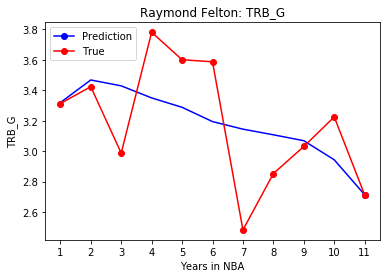 Raymond Felton: TRB_G
Prediction
True
TRB_G
3.8
3.6
3.4
3.2
3.0
2.8
2.6
1 2 3 4 5 6 7 8 9 10 11
Years in NBA